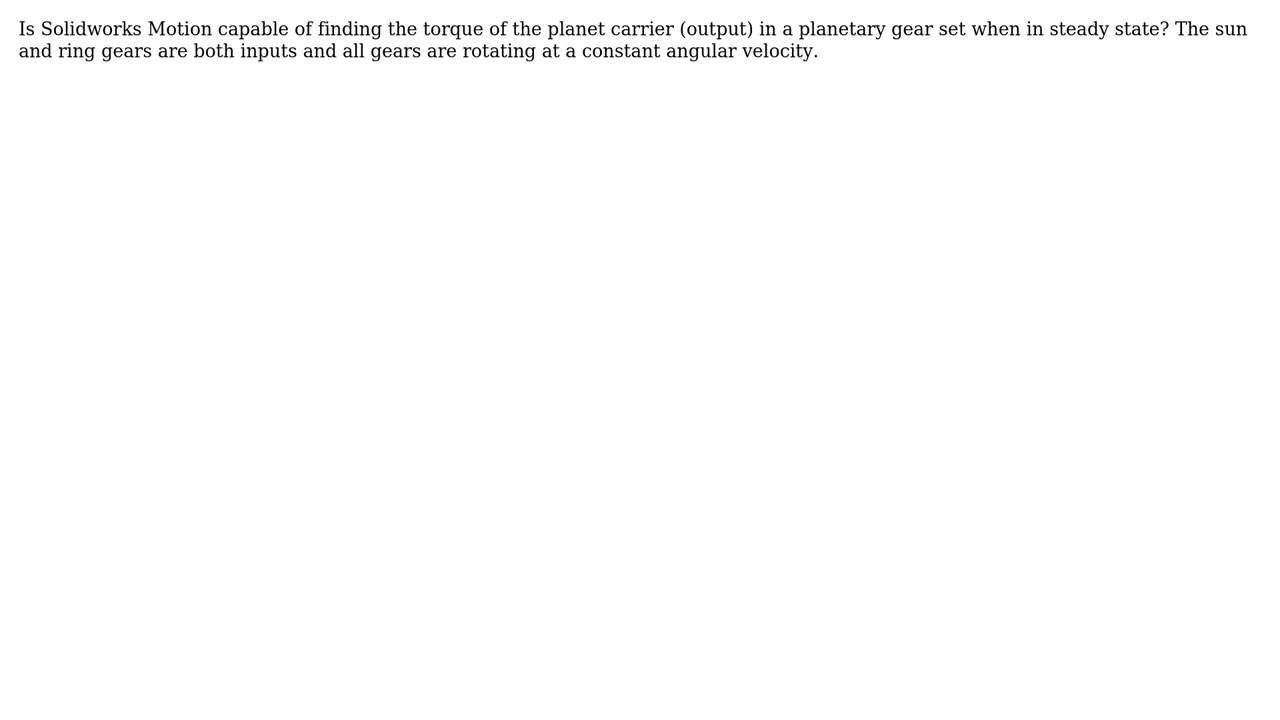 Is Solidworks Motion capable of finding the torque of the planet carrier (output) in a planetary gear set when in steady state? The sun
and ring gears are both inputs and all gears are rotating at a constant angular velocity.